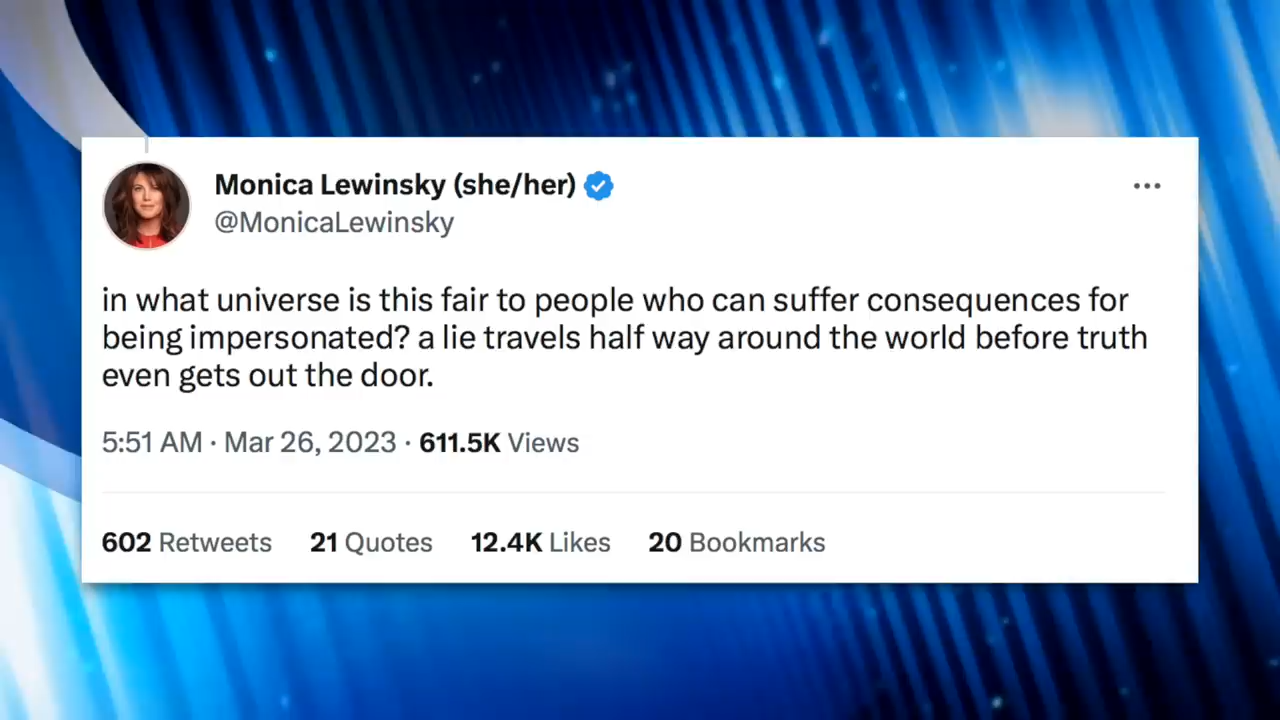 Monica Lewinsky (she/her)
@MonicaLewinsky
in what universe is this fair to people who can suffer consequences for
being impersonated? a lie travels half way around the world before truth
even gets out the door.
5:51 AM · Mar 26, 2023 · 611.5K Views
602 Retweets 21 Quotes 12.4K Likes 20 Bookmarks